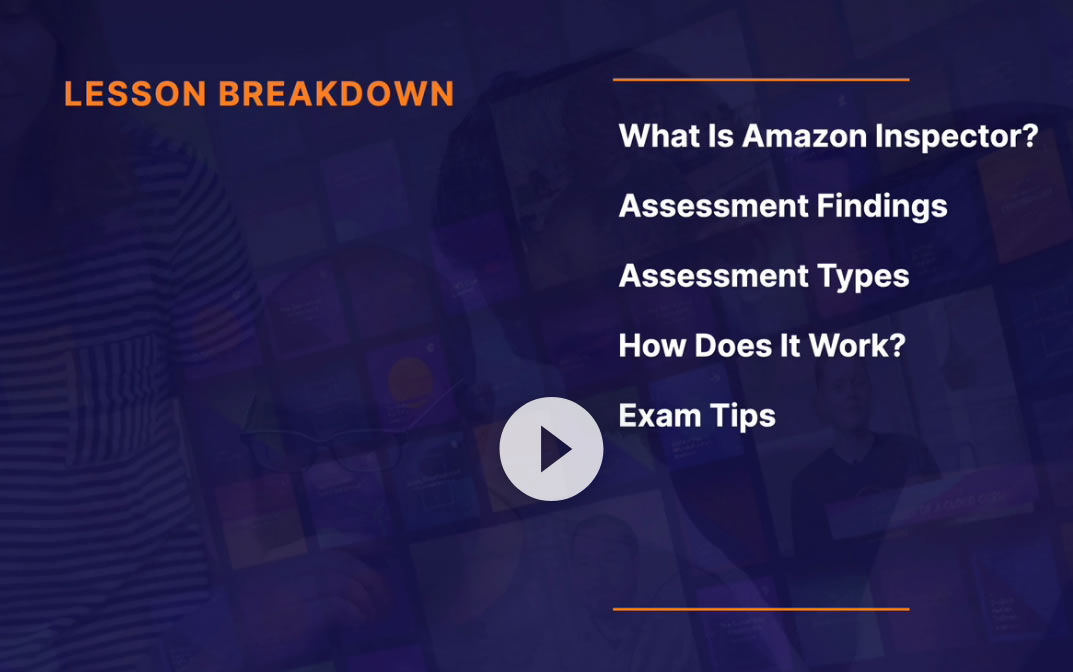 LESSON BREAKDOWN
What Is Amazon Inspector?
Assessment Findings
Assessment Types
How Does It Work?
Exam Tips